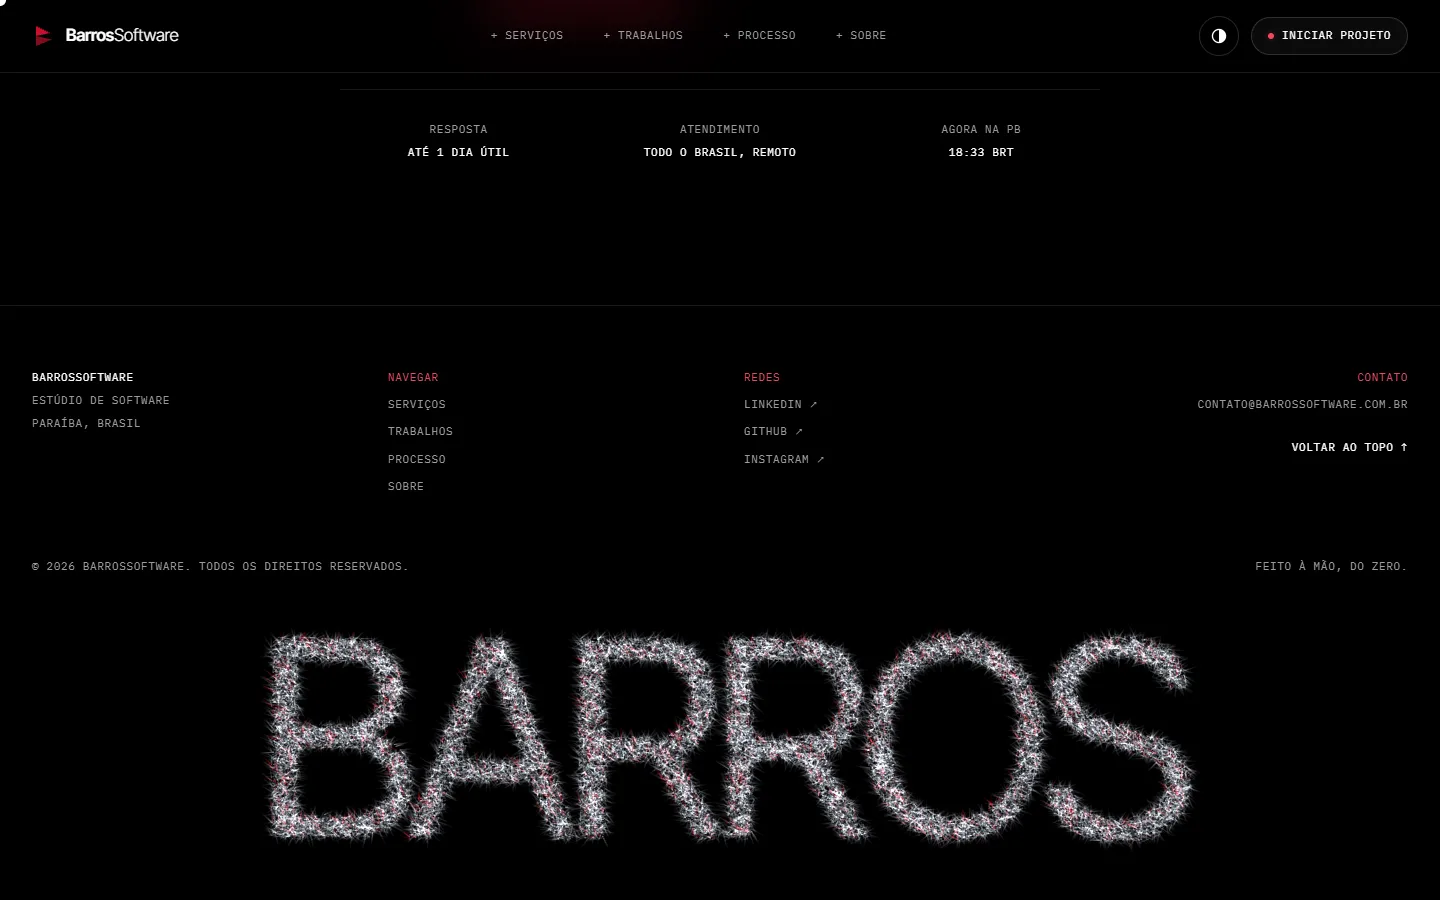 BarrosSoftware
+ SERVIÇOS
+ TRABALHOS
+ PROCESSO
+ SOBRE
INICIAR PROJETO
RESPOSTA
ATÉ 1 DIA ÚTIL
ATENDIMENTO
TODO O BRASIL, REMOTO
AGORA NA PB
18:33 BRT
BARROSSOFTWARE
ESTÚDIO DE SOFTWARE
PARAÍBA, BRASIL
NAVEGAR
SERVIÇOS
TRABALHOS
PROCESSO
SOBRE
REDES
LINKEDIN ↗
GITHUB ↗
INSTAGRAM ↗
CONTATO
CONTATO@BARROSSOFTWARE.COM.BR
VOLTAR AO TOPO ↑
© 2026 BARROSSOFTWARE. TODOS OS DIREITOS RESERVADOS.
FEITO À MÃO, DO ZERO.
BARROS